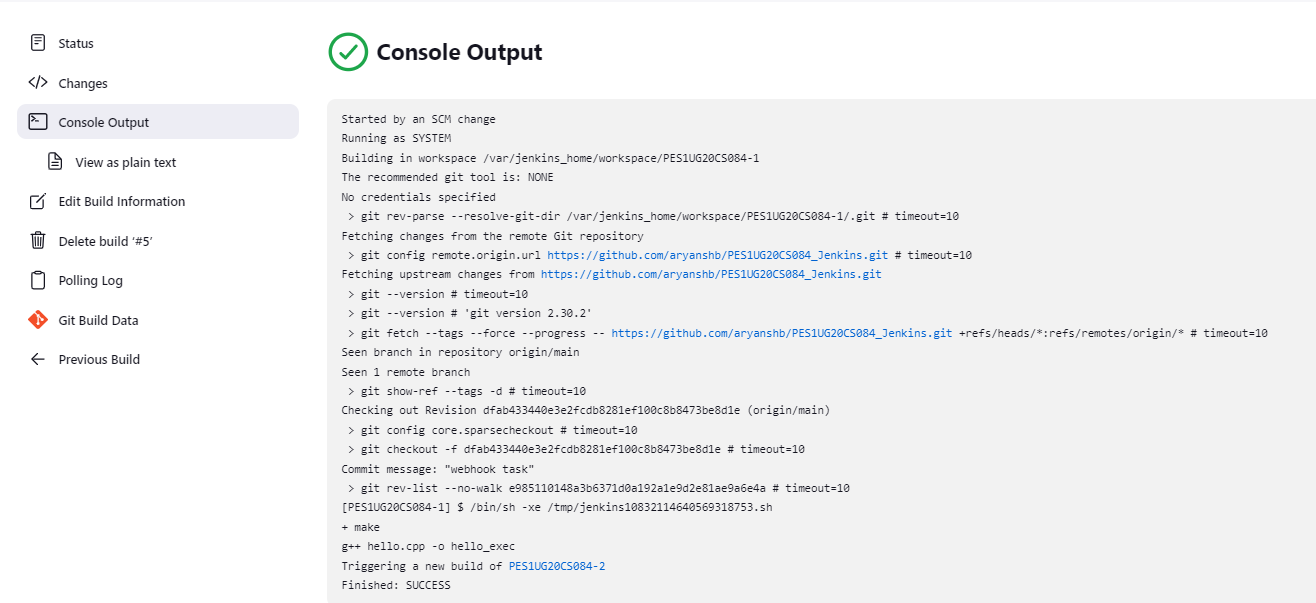 Status
Changes
Console Output
View as plain text
Edit Build Information
Delete build ‘#5’
Polling Log
Git Build Data
Previous Build
Console Output
Started by an SCM change
Running as SYSTEM
Building in workspace /var/jenkins_home/workspace/PES1UG20CS084-1
The recommended git tool is: NONE
No credentials specified
 > git rev-parse --resolve-git-dir /var/jenkins_home/workspace/PES1UG20CS084-1/.git # timeout=10
Fetching changes from the remote Git repository
 > git config remote.origin.url https://github.com/aryanshb/PES1UG20CS084_Jenkins.git # timeout=10
Fetching upstream changes from https://github.com/aryanshb/PES1UG20CS084_Jenkins.git
 > git --version # timeout=10
 > git --version # 'git version 2.30.2'
 > git fetch --tags --force --progress -- https://github.com/aryanshb/PES1UG20CS084_Jenkins.git +refs/heads/*:refs/remotes/origin/* # timeout=10
Seen branch in repository origin/main
Seen 1 remote branch
 > git show-ref --tags -d # timeout=10
Checking out Revision dfab433440e3e2fcdb8281ef100c8b8473be8d1e (origin/main)
 > git config core.sparsecheckout # timeout=10
 > git checkout -f dfab433440e3e2fcdb8281ef100c8b8473be8d1e # timeout=10
Commit message: "webhook task"
 > git rev-list --no-walk e985110148a3b6371d0a192a1e9d2e81ae9a6e4a # timeout=10
[PES1UG20CS084-1] $ /bin/sh -xe /tmp/jenkins10832114640569318753.sh
+ make
g++ hello.cpp -o hello_exec
Triggering a new build of PES1UG20CS084-2
Finished: SUCCESS